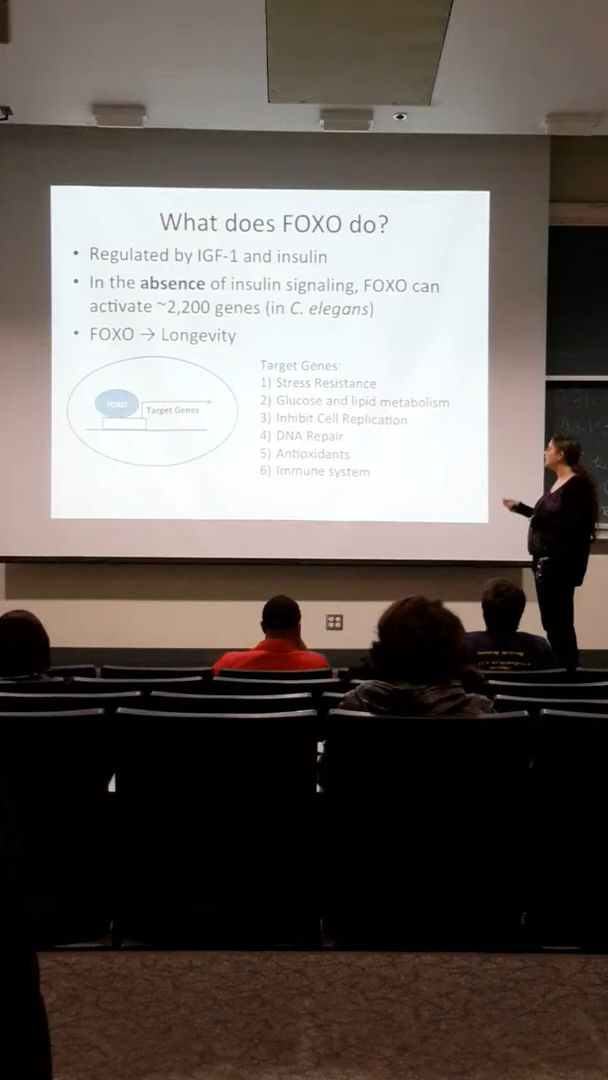 What does FOXO do?
• Regulated by IGF-1 and insulin
• In the absence of insulin signaling, FOXO can
activate ~2,200 genes (in C. elegans)
• FOXO → Longevity
FOXO
Target Genes
Target Genes:
1) Stress Resistance
2) Glucose and lipid metabolism
3) Inhibit Cell Replication
4) DNA Repair
5) Antioxidants
6) Immune system